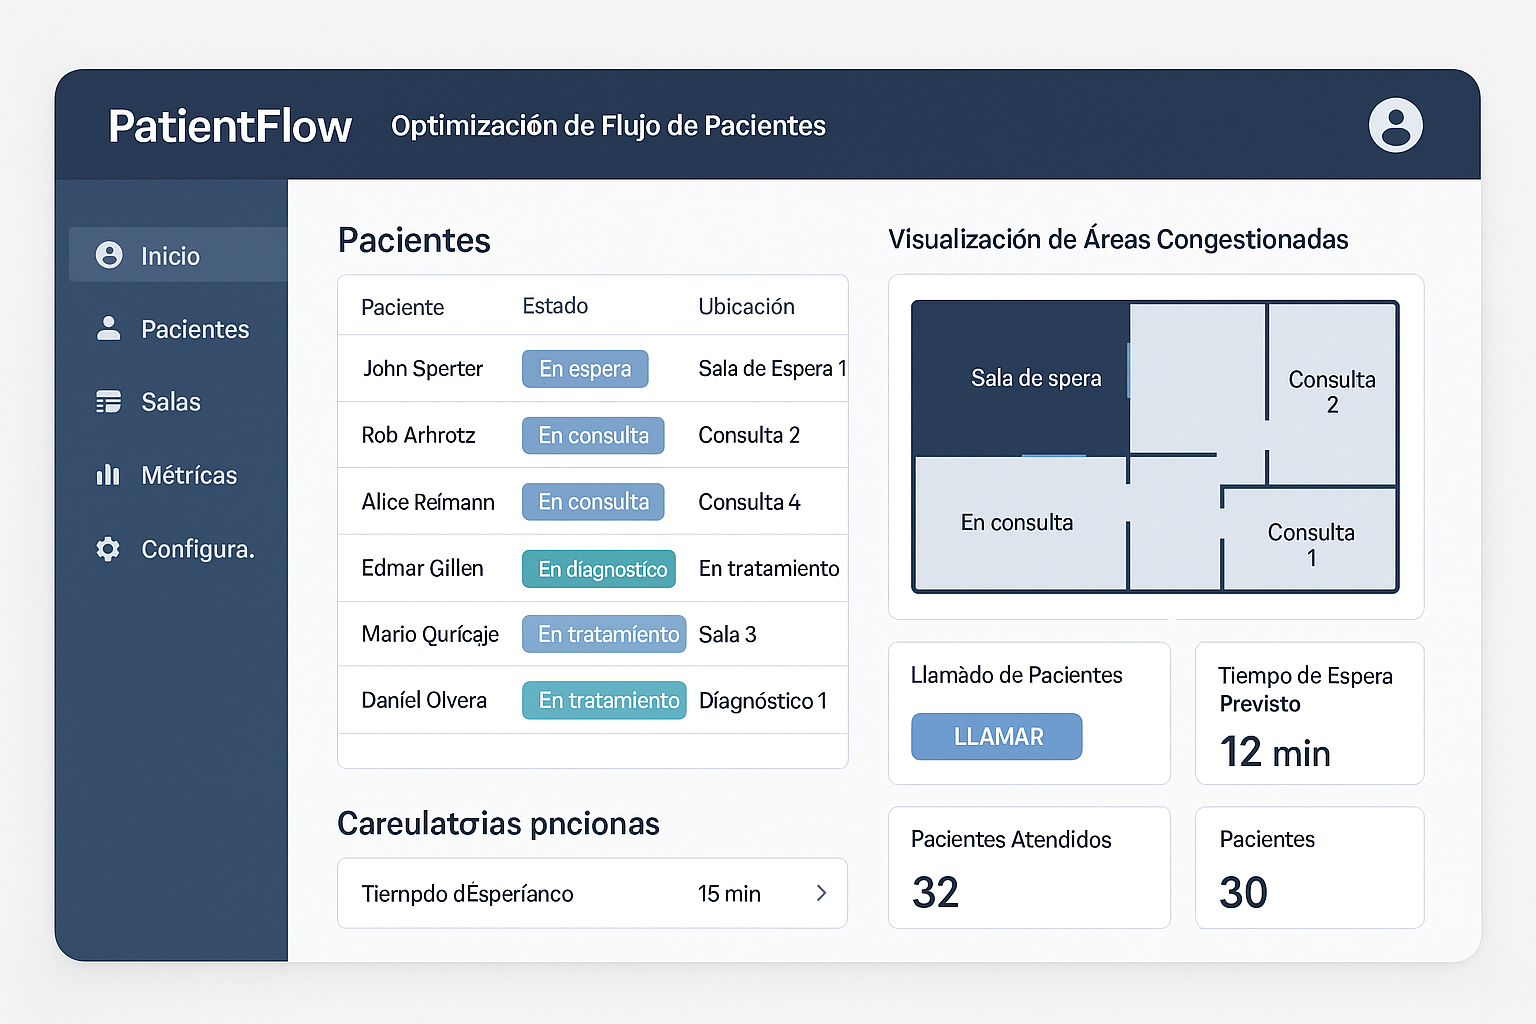 PatientFlow
Optimización de Flujo de Pacientes
Inicio
Pacientes
Salas
Métrícas
Configura.
Pacientes
Paciente Estado Ubicación
John Sperter En espera Sala de Espera 1
Rob Arhrotz En consulta Consulta 2
Alice Reímann En consulta Consulta 4
Edmar Gillen En díagnostíco En tratamiento
Mario Qurícaje En tratamíento Sala 3
Daníel Olvera En tratamiento Díagnóstico 1
Careulatσias pncionas
Tiernpdo dÉsperíanco 15 min
Visualización de Áreas Congestionadas
Sala de spera
Consulta
2
En consulta
Consulta
1
Llamàdo de Pacientes
LLAMAR
Tiempo de Espera
Previsto
12 min
Pacientes Atendidos
32
Pacientes
30